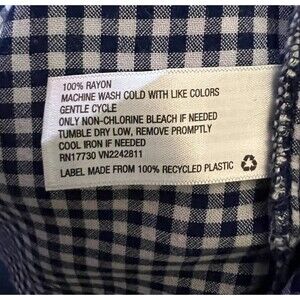 100% RAYON
MACHINE WASH COLD WITH LIKE COLORS
GENTLE CYCLE
ONLY NON-CHLORINE BLEACH IF NEEDED
TUMBLE DRY LOW, REMOVE PROMPTLY
COOL IRON IF NEEDED
RN17730 VN2242811
LABEL MADE FROM 100% RECYCLED PLASTIC